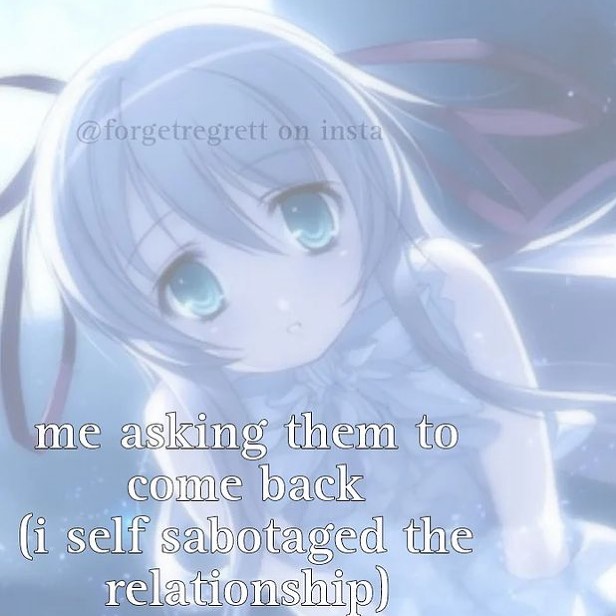 @forgetregrett on insta
me asking them to
come back
(i self sabotaged the
relationship)